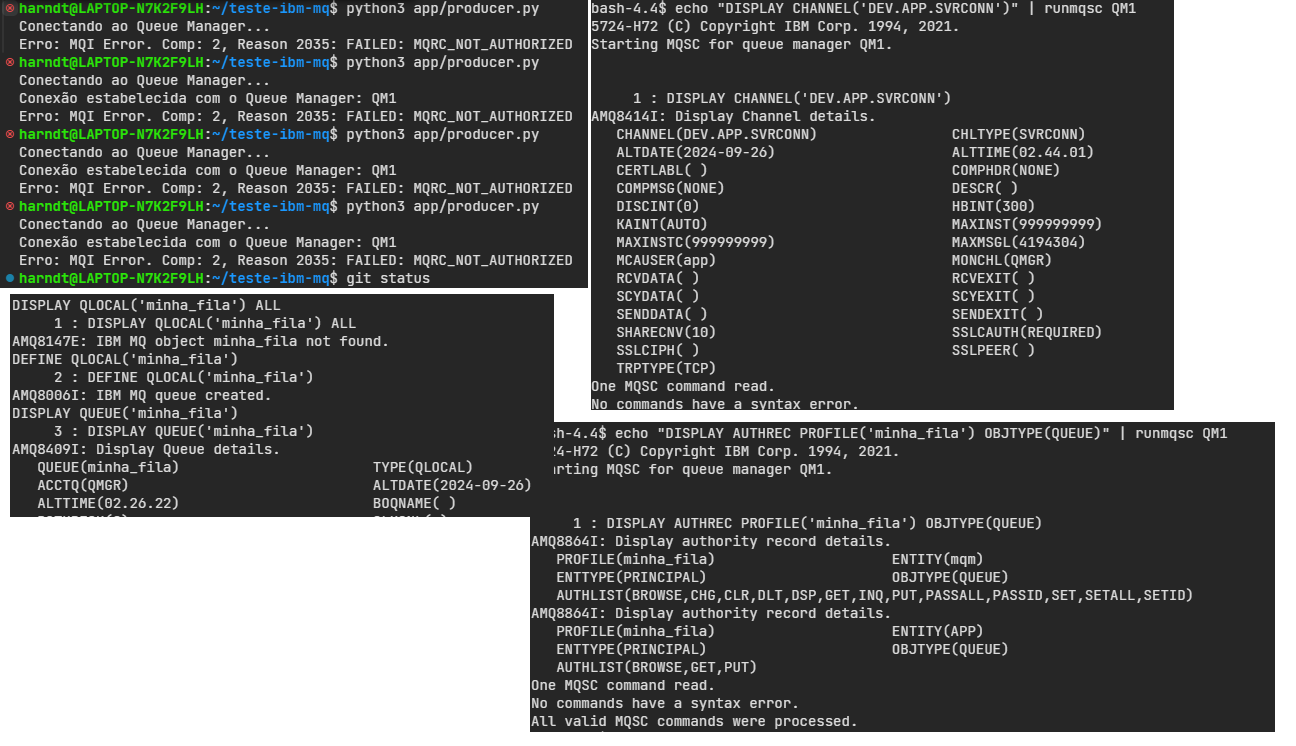 harndt@LAPTOP-N7K2F9LH:~/teste-ibm-mq$ python3 app/producer.py
Conectando ao Queue Manager...
Erro: MQI Error. Comp: 2, Reason 2035: FAILED: MQRC_NOT_AUTHORIZED
harndt@LAPTOP-N7K2F9LH:~/teste-ibm-mq$ python3 app/producer.py
Conectando ao Queue Manager...
Conexão estabelecida com o Queue Manager: QM1
Erro: MQI Error. Comp: 2, Reason 2035: FAILED: MQRC_NOT_AUTHORIZED
harndt@LAPTOP-N7K2F9LH:~/teste-ibm-mq$ python3 app/producer.py
Conectando ao Queue Manager...
Conexão estabelecida com o Queue Manager: QM1
Erro: MQI Error. Comp: 2, Reason 2035: FAILED: MQRC_NOT_AUTHORIZED
harndt@LAPTOP-N7K2F9LH:~/teste-ibm-mq$ python3 app/producer.py
Conectando ao Queue Manager...
Conexão estabelecida com o Queue Manager: QM1
Erro: MQI Error. Comp: 2, Reason 2035: FAILED: MQRC_NOT_AUTHORIZED
harndt@LAPTOP-N7K2F9LH:~/teste-ibm-mq$ git status
bash-4.4$ echo "DISPLAY CHANNEL('DEV.APP.SVRCONN')" | runmqsc QM1
5724-H72 (C) Copyright IBM Corp. 1994, 2021.
Starting MQSC for queue manager QM1.
1 : DISPLAY CHANNEL('DEV.APP.SVRCONN')
AMQ8414I: Display Channel details.
CHANNEL(DEV.APP.SVRCONN) CHLTYPE(SVRCONN)
ALTDATE(2024-09-26) ALTTIME(02.44.01)
CERTLABL( ) COMPHDR(NONE)
COMPMSG(NONE) DESCR( )
DISCINT(0) HBINT(300)
KAINT(AUTO) MAXINST(999999999)
MAXINSTC(999999999) MAXMSGL(4194304)
MCAUSER(app) MONCHL(QMGR)
RCVDATA( ) RCVEXIT( )
SCYDATA( ) SCYEXIT( )
SENDDATA( ) SENDEXIT( )
SHARECNV(10) SSLCAUTH(REQUIRED)
SSLCIPH( ) SSLPEER( )
TRPTYPE(TCP)
One MQSC command read.
No commands have a syntax error.
DISPLAY QLOCAL('minha_fila') ALL
1 : DISPLAY QLOCAL('minha_fila') ALL
AMQ8147E: IBM MQ object minha_fila not found.
DEFINE QLOCAL('minha_fila')
2 : DEFINE QLOCAL('minha_fila')
AMQ8006I: IBM MQ queue created.
DISPLAY QUEUE('minha_fila')
3 : DISPLAY QUEUE('minha_fila')
AMQ8409I: Display Queue details.
QUEUE(minha_fila) TYPE(QLOCAL)
ACCTQ(QMGR) ALTDATE(2024-09-26)
ALTTIME(02.26.22) BOQNAME( )
sh-4.4$ echo "DISPLAY AUTHREC PROFILE('minha_fila') OBJTYPE(QUEUE)" | runmqsc QM1
24-H72 (C) Copyright IBM Corp. 1994, 2021.
arting MQSC for queue manager QM1.
1 : DISPLAY AUTHREC PROFILE('minha_fila') OBJTYPE(QUEUE)
AMQ8864I: Display authority record details.
PROFILE(minha_fila) ENTITY(mqm)
ENTTYPE(PRINCIPAL) OBJTYPE(QUEUE)
AUTHLIST(BROWSE,CHG,CLR,DLT,DSP,GET,INQ,PUT,PASSALL,PASSID,SET,SETALL,SETID)
AMQ8864I: Display authority record details.
PROFILE(minha_fila) ENTITY(APP)
ENTTYPE(PRINCIPAL) OBJTYPE(QUEUE)
AUTHLIST(BROWSE,GET,PUT)
One MQSC command read.
No commands have a syntax error.
All valid MQSC commands were processed.